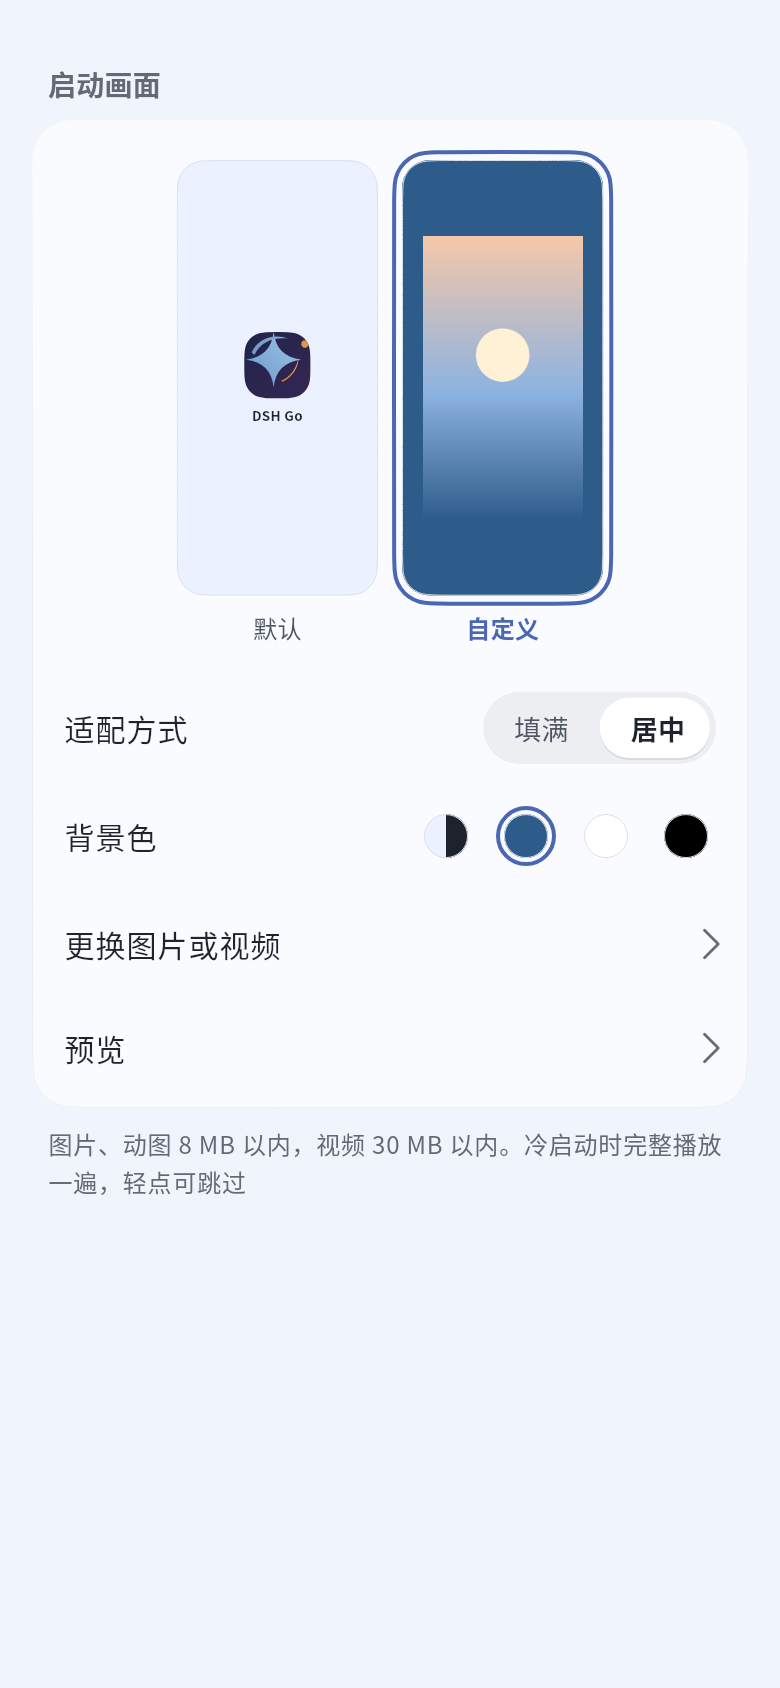 启动画面
DSH Go
默认
自定义
适配方式
填满
居中
背景色
更换图片或视频
预览
图片、动图 8 MB 以内，视频 30 MB 以内。冷启动时完整播放
一遍，轻点可跳过